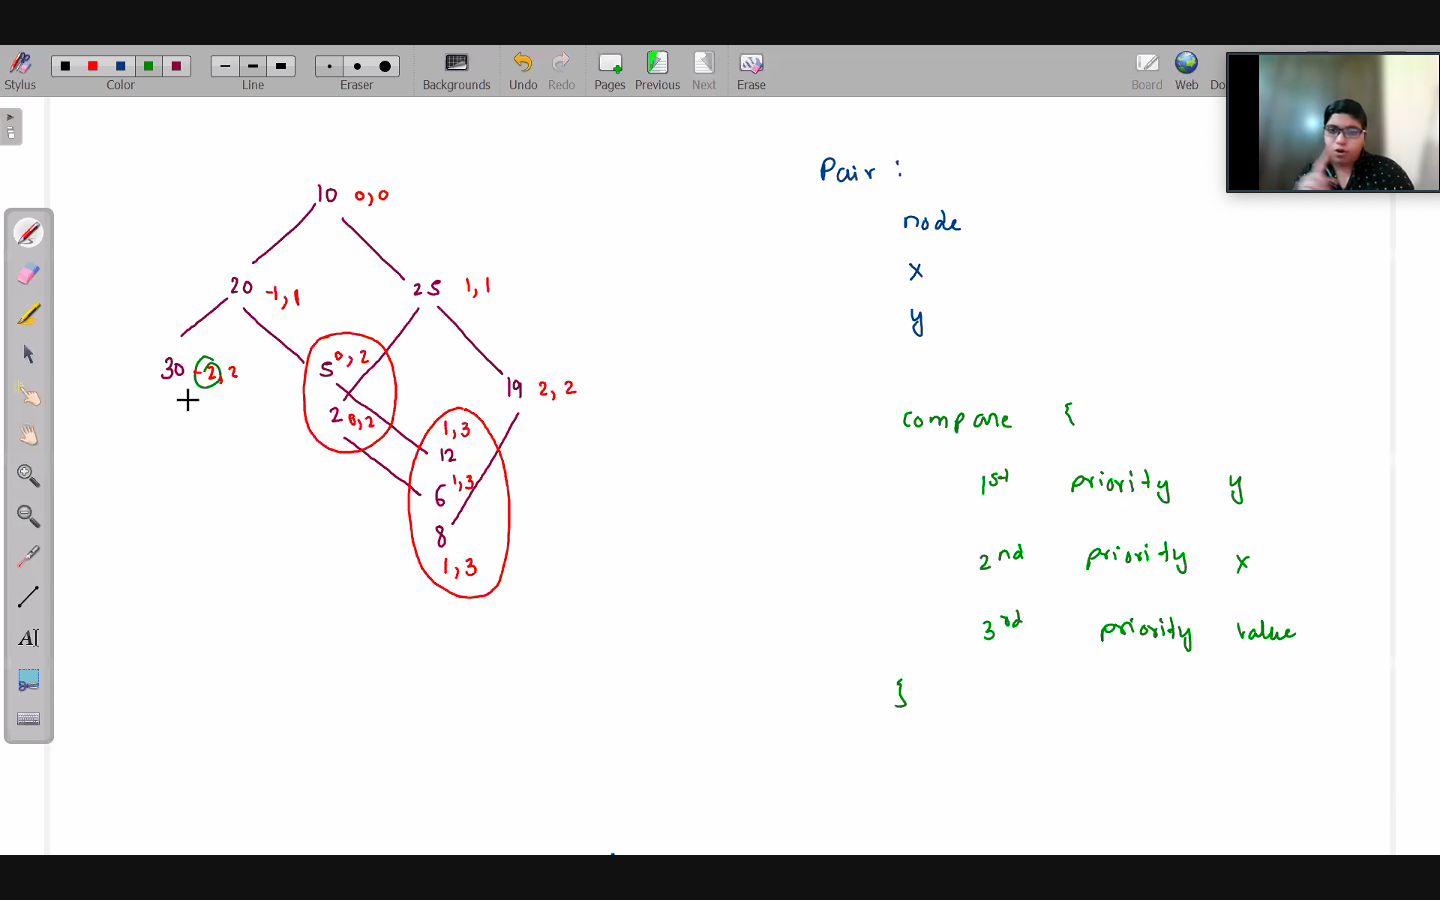 Stylus
Color
Line
Eraser
Backgrounds
Undo
Redo
Pages
Previous
Next
Erase
Board
Web
Do
10 0,0
20 -1,1
25 1,1
30 -2,2
5 0,2
2 0,2
19 2,2
1,3
12
6 1,3
8
1,3
Pair :
node
x
y
compare {
1st priority y
2nd priority x
3rd priority value
}
AI